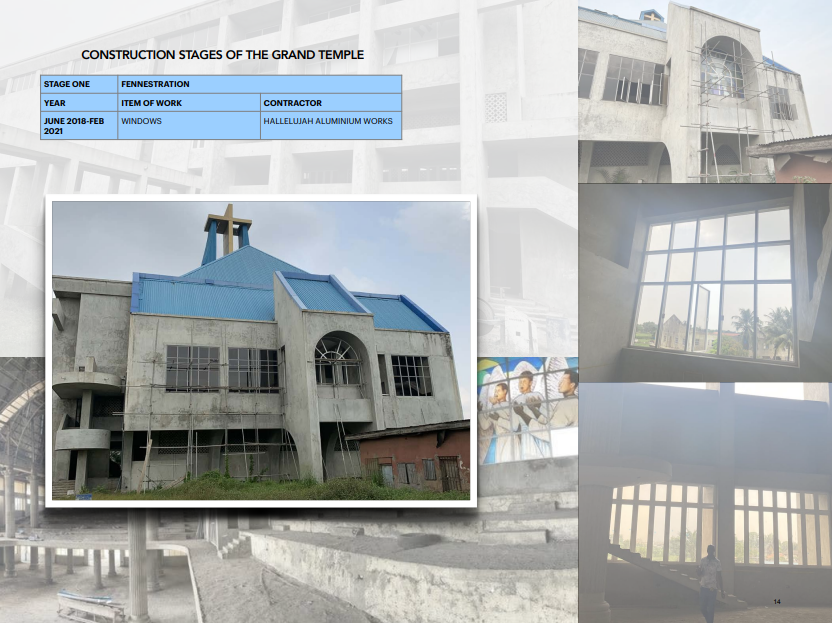 CONSTRUCTION STAGES OF THE GRAND TEMPLE
STAGE ONE FENNESTRATION
YEAR ITEM OF WORK CONTRACTOR
JUNE 2018-FEB 2021 WINDOWS HALLELUJAH ALUMINIUM WORKS
14